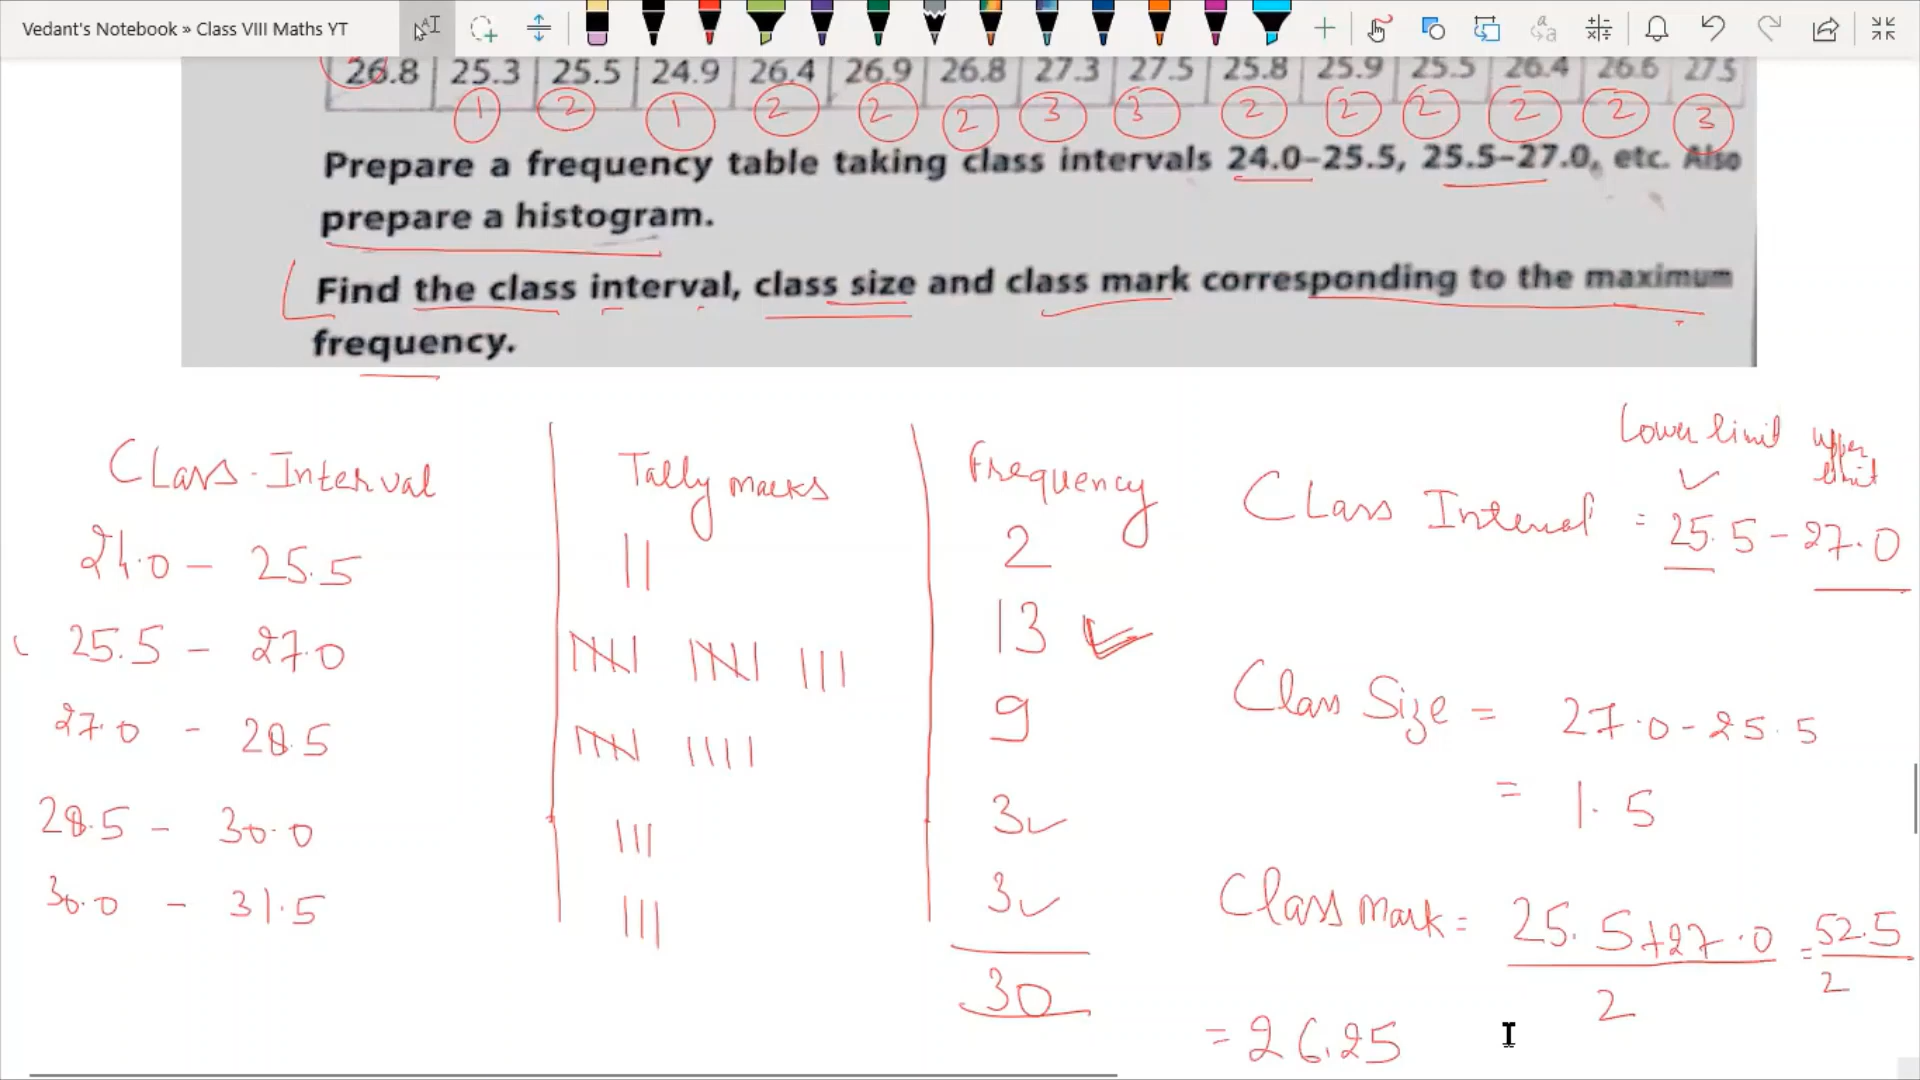 Vedant's Notebook » Class VIII Maths YT
26.8 25.3 25.5 24.9 26.4 26.9 26.8 27.3 27.5 25.8 25.9 25.5 26.4 26.6 27.5
1 2 1 2 2 2 3 3 2 2 2 2 2 3
Prepare a frequency table taking class intervals 24.0–25.5, 25.5–27.0, etc. Also
prepare a histogram.
Find the class interval, class size and class mark corresponding to the maximum
frequency.
Class-Interval Tally marks Frequency
24.0 - 25.5 || 2
25.5 - 27.0 |||| |||| ||| 13
27.0 - 28.5 |||| |||| 9
28.5 - 30.0 ||| 3
30.0 - 31.5 ||| 3
30
Lower limit upper limit
Class Interval = 25.5 - 27.0
Class Size = 27.0 - 25.5
= 1.5
Class mark = 25.5 + 27.0 / 2 = 52.5 / 2
= 26.25